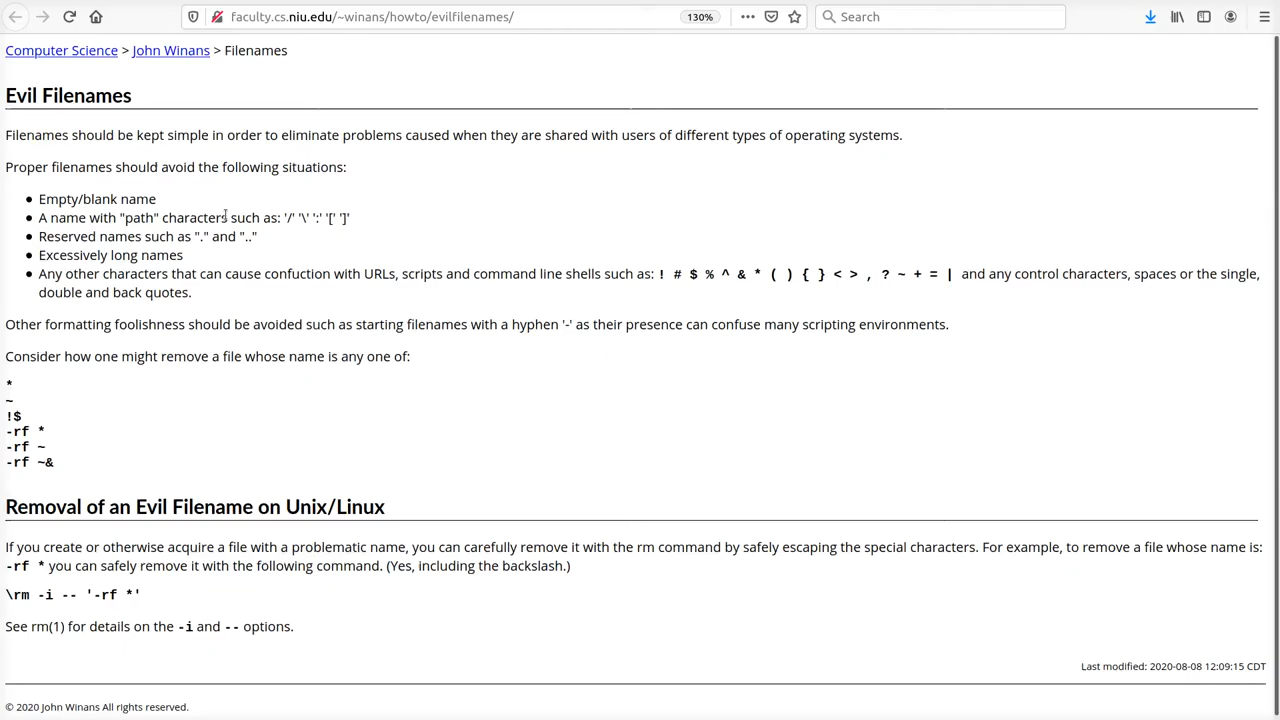 faculty.cs.niu.edu/~winans/howto/evilfilenames/ 130% Search
Computer Science > John Winans > Filenames
Evil Filenames
Filenames should be kept simple in order to eliminate problems caused when they are shared with users of different types of operating systems.
Proper filenames should avoid the following situations:
• Empty/blank name
• A name with "path" characters such as: '/' '\' ':' '[' ']'
• Reserved names such as "." and ".."
• Excessively long names
• Any other characters that can cause confuction with URLs, scripts and command line shells such as: ! # $ % ^ & * ( ) { } < > , ? ~ + = | and any control characters, spaces or the single,
double and back quotes.
Other formatting foolishness should be avoided such as starting filenames with a hyphen '-' as their presence can confuse many scripting environments.
Consider how one might remove a file whose name is any one of:
*
~
!$
-rf *
-rf ~
-rf ~&
Removal of an Evil Filename on Unix/Linux
If you create or otherwise acquire a file with a problematic name, you can carefully remove it with the rm command by safely escaping the special characters. For example, to remove a file whose name is:
-rf * you can safely remove it with the following command. (Yes, including the backslash.)
\rm -i -- '-rf *'
See rm(1) for details on the -i and -- options.
Last modified: 2020-08-08 12:09:15 CDT
© 2020 John Winans All rights reserved.